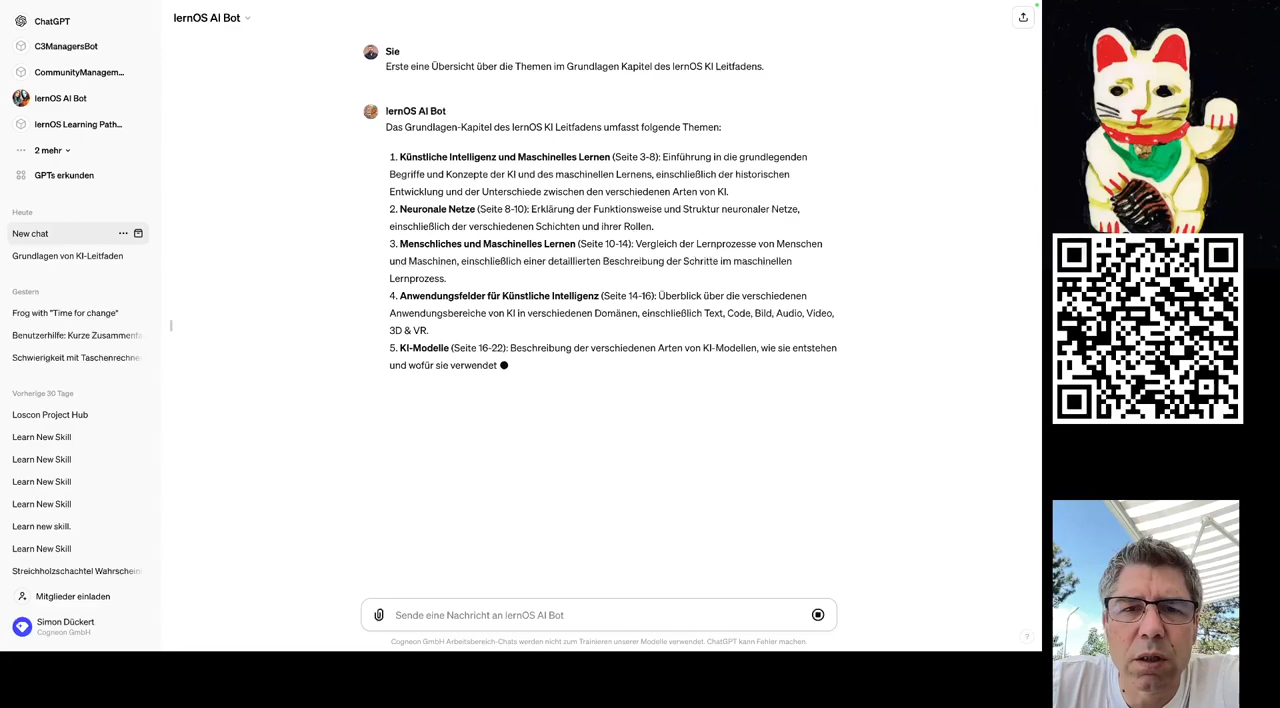 ChatGPT
C3ManagersBot
CommunityManagem...
lernOS AI Bot
lernOS Learning Path...
2 mehr
GPTs erkunden
Heute
New chat
Grundlagen von KI-Leitfaden
Gestern
Frog with "Time for change"
Benutzerhilfe: Kurze Zusammenfa
Schwierigkeit mit Taschenrechne
Vorherige 30 Tage
Loscon Project Hub
Learn New Skill
Learn New Skill
Learn New Skill
Learn New Skill
Learn new skill.
Learn New Skill
Streichholzschachtel Wahrschein
Mitglieder einladen
Simon Dückert
Cogneon GmbH
lernOS AI Bot
Sie
Erste eine Übersicht über die Themen im Grundlagen Kapitel des lernOS KI Leitfadens.
lernOS AI Bot
Das Grundlagen-Kapitel des lernOS KI Leitfadens umfasst folgende Themen:
1. Künstliche Intelligenz und Maschinelles Lernen (Seite 3-8): Einführung in die grundlegenden
Begriffe und Konzepte der KI und des maschinellen Lernens, einschließlich der historischen
Entwicklung und der Unterschiede zwischen den verschiedenen Arten von KI.
2. Neuronale Netze (Seite 8-10): Erklärung der Funktionsweise und Struktur neuronaler Netze,
einschließlich der verschiedenen Schichten und ihrer Rollen.
3. Menschliches und Maschinelles Lernen (Seite 10-14): Vergleich der Lernprozesse von Menschen
und Maschinen, einschließlich einer detaillierten Beschreibung der Schritte im maschinellen
Lernprozess.
4. Anwendungsfelder für Künstliche Intelligenz (Seite 14-16): Überblick über die verschiedenen
Anwendungsbereiche von KI in verschiedenen Domänen, einschließlich Text, Code, Bild, Audio, Video,
3D & VR.
5. KI-Modelle (Seite 16-22): Beschreibung der verschiedenen Arten von KI-Modellen, wie sie entstehen
und wofür sie verwendet
Sende eine Nachricht an lernOS AI Bot
Cogneon GmbH Arbeitsbereich-Chats werden nicht zum Trainieren unserer Modelle verwendet. ChatGPT kann Fehler machen.
?